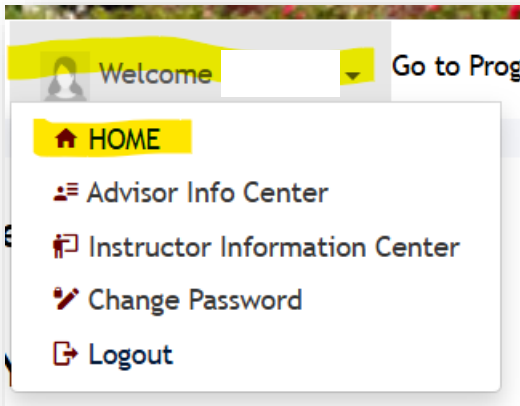 Welcome
Go to Prog
HOME
Advisor Info Center
Instructor Information Center
Change Password
Logout